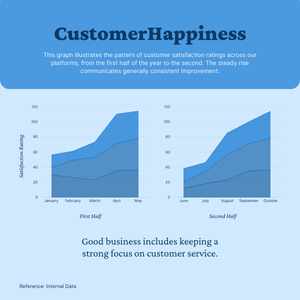 CustomerHappiness
This graph illustrates the pattern of customer satisfaction ratings across our
platforms, from the first half of the year to the second. The steady rise
communicates generally consistent improvement.
Satisfaction Rating
120
100
80
60
40
20
0
January February March April May
First Half
120
100
80
60
40
20
0
June July August September October
Second Half
Good business includes keeping a
strong focus on customer service.
Reference: Internal Data